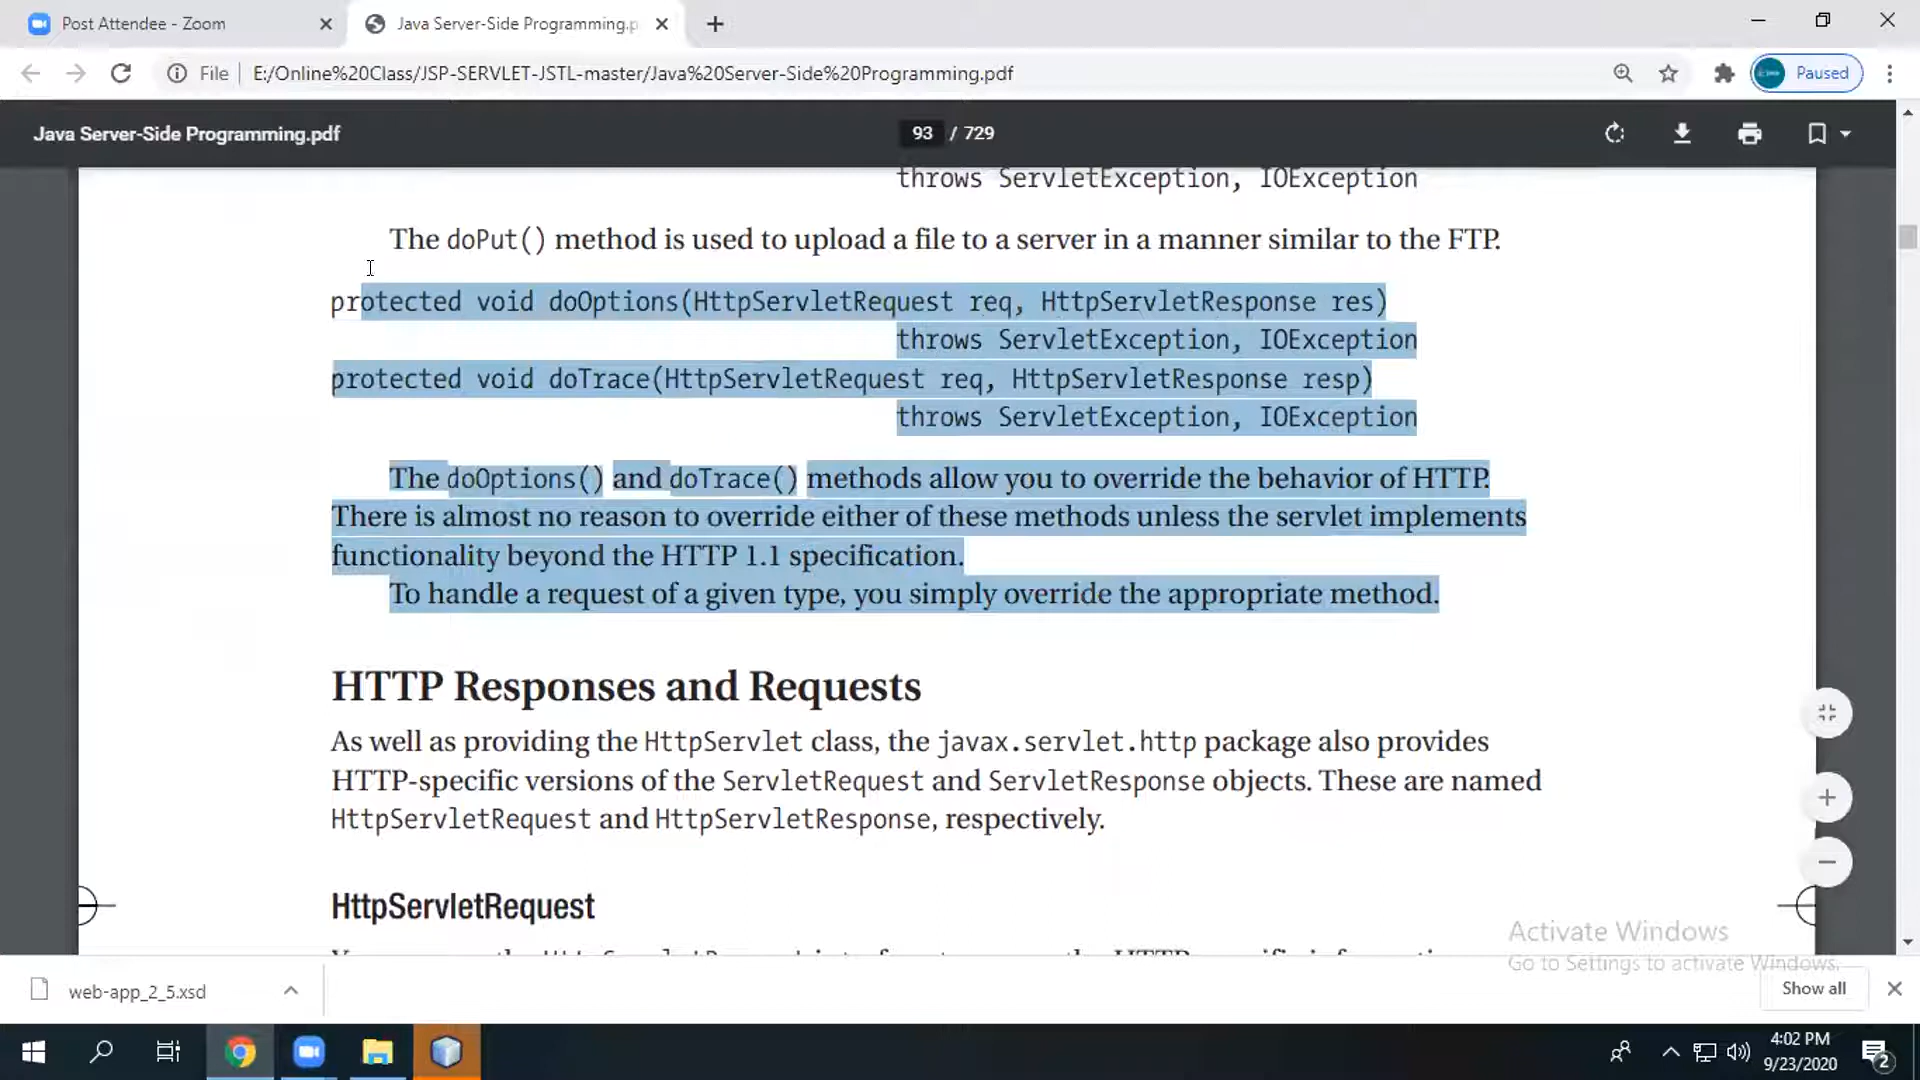 Post Attendee - Zoom
Java Server-Side Programming.p
File
E:/Online%20Class/JSP-SERVLET-JSTL-master/Java%20Server-Side%20Programming.pdf
Paused
Java Server-Side Programming.pdf
93 / 729
throws ServletException, IOException
The doPut() method is used to upload a file to a server in a manner similar to the FTP.
protected void doOptions(HttpServletRequest req, HttpServletResponse res)
throws ServletException, IOException
protected void doTrace(HttpServletRequest req, HttpServletResponse resp)
throws ServletException, IOException
The doOptions() and doTrace() methods allow you to override the behavior of HTTP.
There is almost no reason to override either of these methods unless the servlet implements
functionality beyond the HTTP 1.1 specification.
To handle a request of a given type, you simply override the appropriate method.
HTTP Responses and Requests
As well as providing the HttpServlet class, the javax.servlet.http package also provides
HTTP-specific versions of the ServletRequest and ServletResponse objects. These are named
HttpServletRequest and HttpServletResponse, respectively.
HttpServletRequest
Activate Windows
Go to Settings to activate Windows.
web-app_2_5.xsd
Show all
4:02 PM
9/23/2020
2